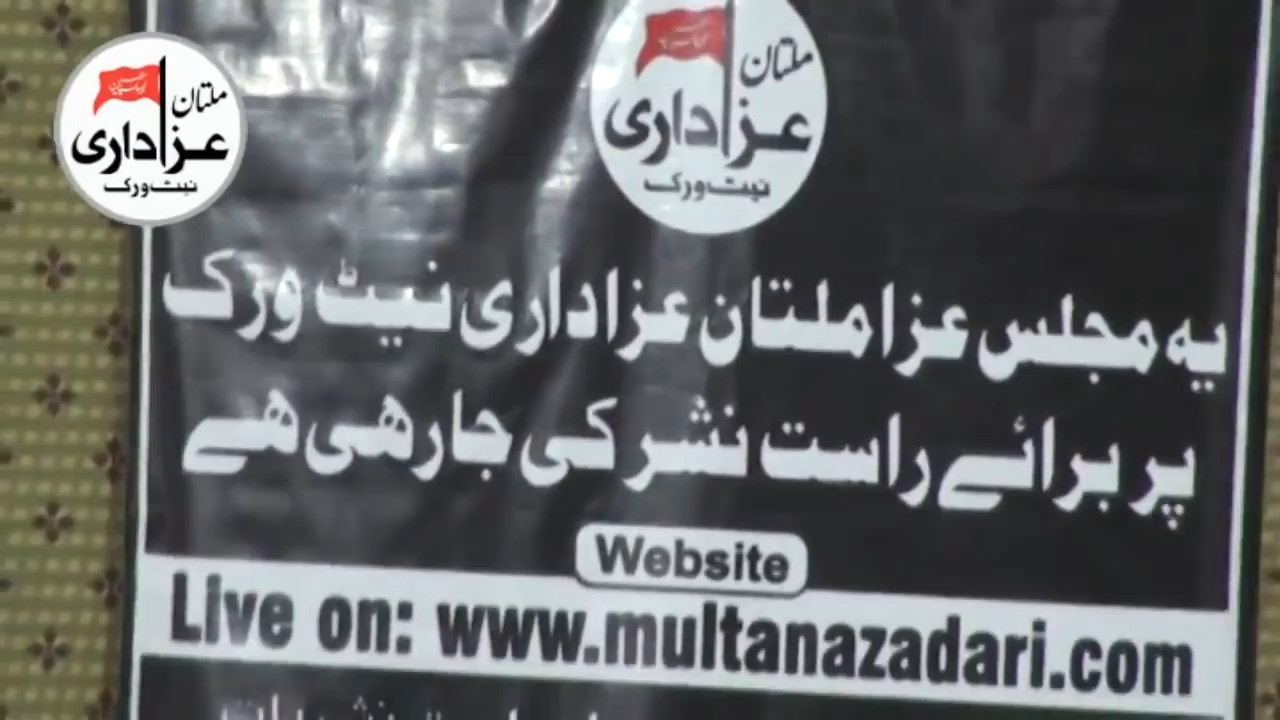 ملتان
عزاداری
نیٹ ورک
ملتان
عزاداری
نیٹ ورک
یہ مجلس عزا ملتان عزاداری نیٹ ورک
پر برائے راست نشر کی جارھی ھے
Website
Live on: www.multanazadari.com